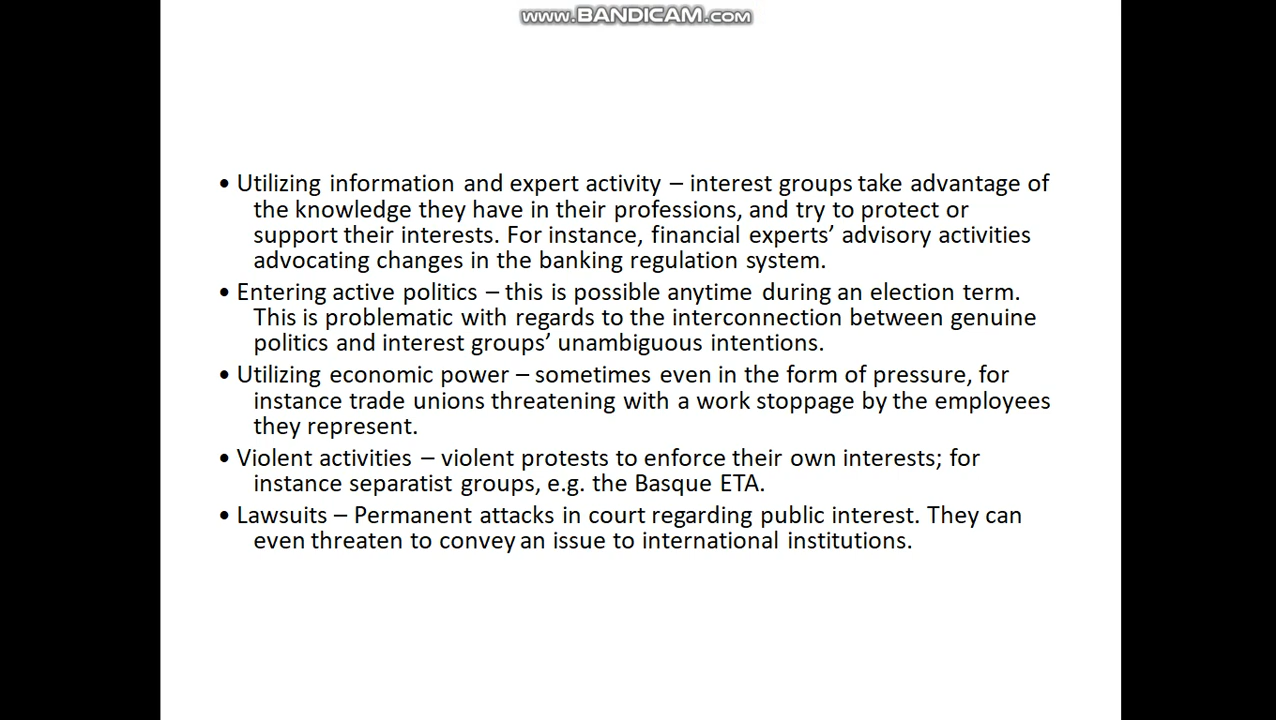 www.BANDICAM.com
• Utilizing information and expert activity – interest groups take advantage of
the knowledge they have in their professions, and try to protect or
support their interests. For instance, financial experts’ advisory activities
advocating changes in the banking regulation system.
• Entering active politics – this is possible anytime during an election term.
This is problematic with regards to the interconnection between genuine
politics and interest groups’ unambiguous intentions.
• Utilizing economic power – sometimes even in the form of pressure, for
instance trade unions threatening with a work stoppage by the employees
they represent.
• Violent activities – violent protests to enforce their own interests; for
instance separatist groups, e.g. the Basque ETA.
• Lawsuits – Permanent attacks in court regarding public interest. They can
even threaten to convey an issue to international institutions.